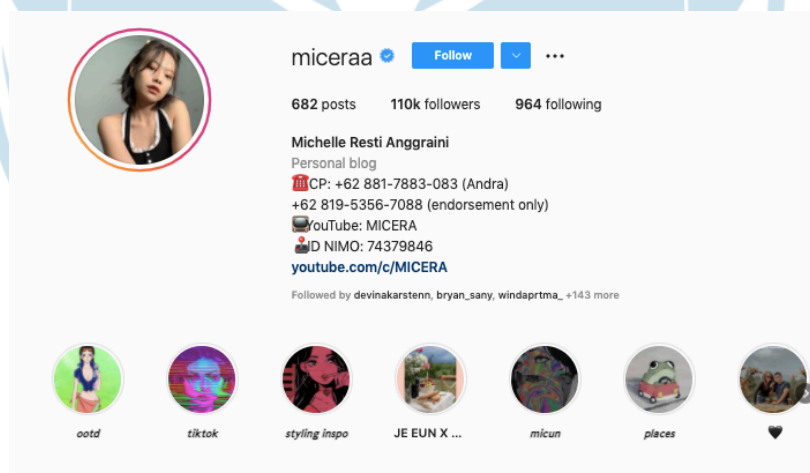 miceraa Follow
682 posts 110k followers 964 following
Michelle Resti Anggraini
Personal blog
☎️CP: +62 881-7883-083 (Andra)
+62 819-5356-7088 (endorsement only)
📺YouTube: MICERA
🕹️ID NIMO: 74379846
youtube.com/c/MICERA
Followed by devinakarstenn, bryan_sany, windaprtma_ +143 more
ootd tiktok styling inspo JE EUN X ... micun places 🖤